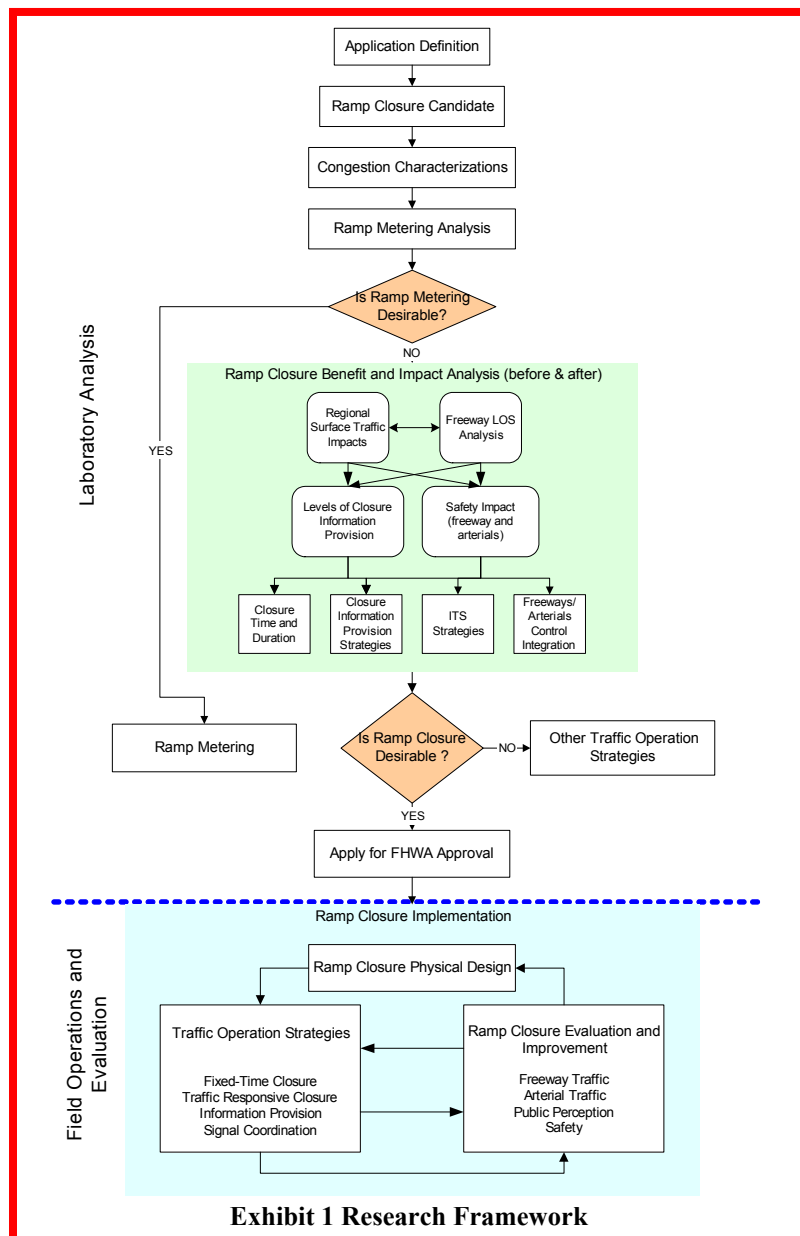 Application Definition
Ramp Closure Candidate
Congestion Characterizations
Ramp Metering Analysis
Is Ramp Metering
Desirable?
NO
YES
Laboratory Analysis
Ramp Closure Benefit and Impact Analysis (before & after)
Regional
Surface Traffic
Impacts
Freeway LOS
Analysis
Levels of Closure
Information
Provision
Safety Impact
(freeway and
arterials)
Closure
Time and
Duration
Closure
Information
Provision
Strategies
ITS
Strategies
Freeways/
Arterials
Control
Integration
Ramp Metering
Is Ramp Closure
Desirable ?
NO
Other Traffic Operation
Strategies
YES
Apply for FHWA Approval
Field Operations and
Evaluation
Ramp Closure Implementation
Ramp Closure Physical Design
Traffic Operation Strategies
Fixed-Time Closure
Traffic Responsive Closure
Information Provision
Signal Coordination
Ramp Closure Evaluation and
Improvement
Freeway Traffic
Arterial Traffic
Public Perception
Safety
Exhibit 1 Research Framework